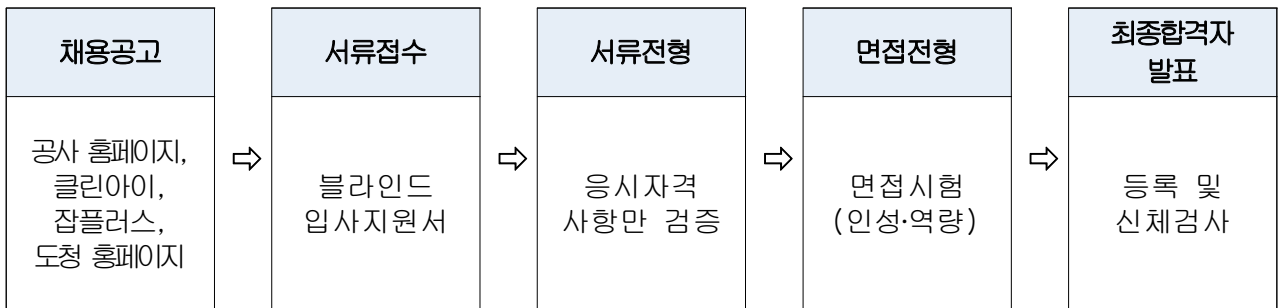 채용공고
공사 홈페이지,
클린아이,
잡플러스,
도청 홈페이지
⇨
서류접수
블라인드
입사지원서
⇨
서류전형
응시자격
사항만 검증
⇨
면접전형
면접시험
(인성·역량)
⇨
최종합격자
발표
등록 및
신체검사